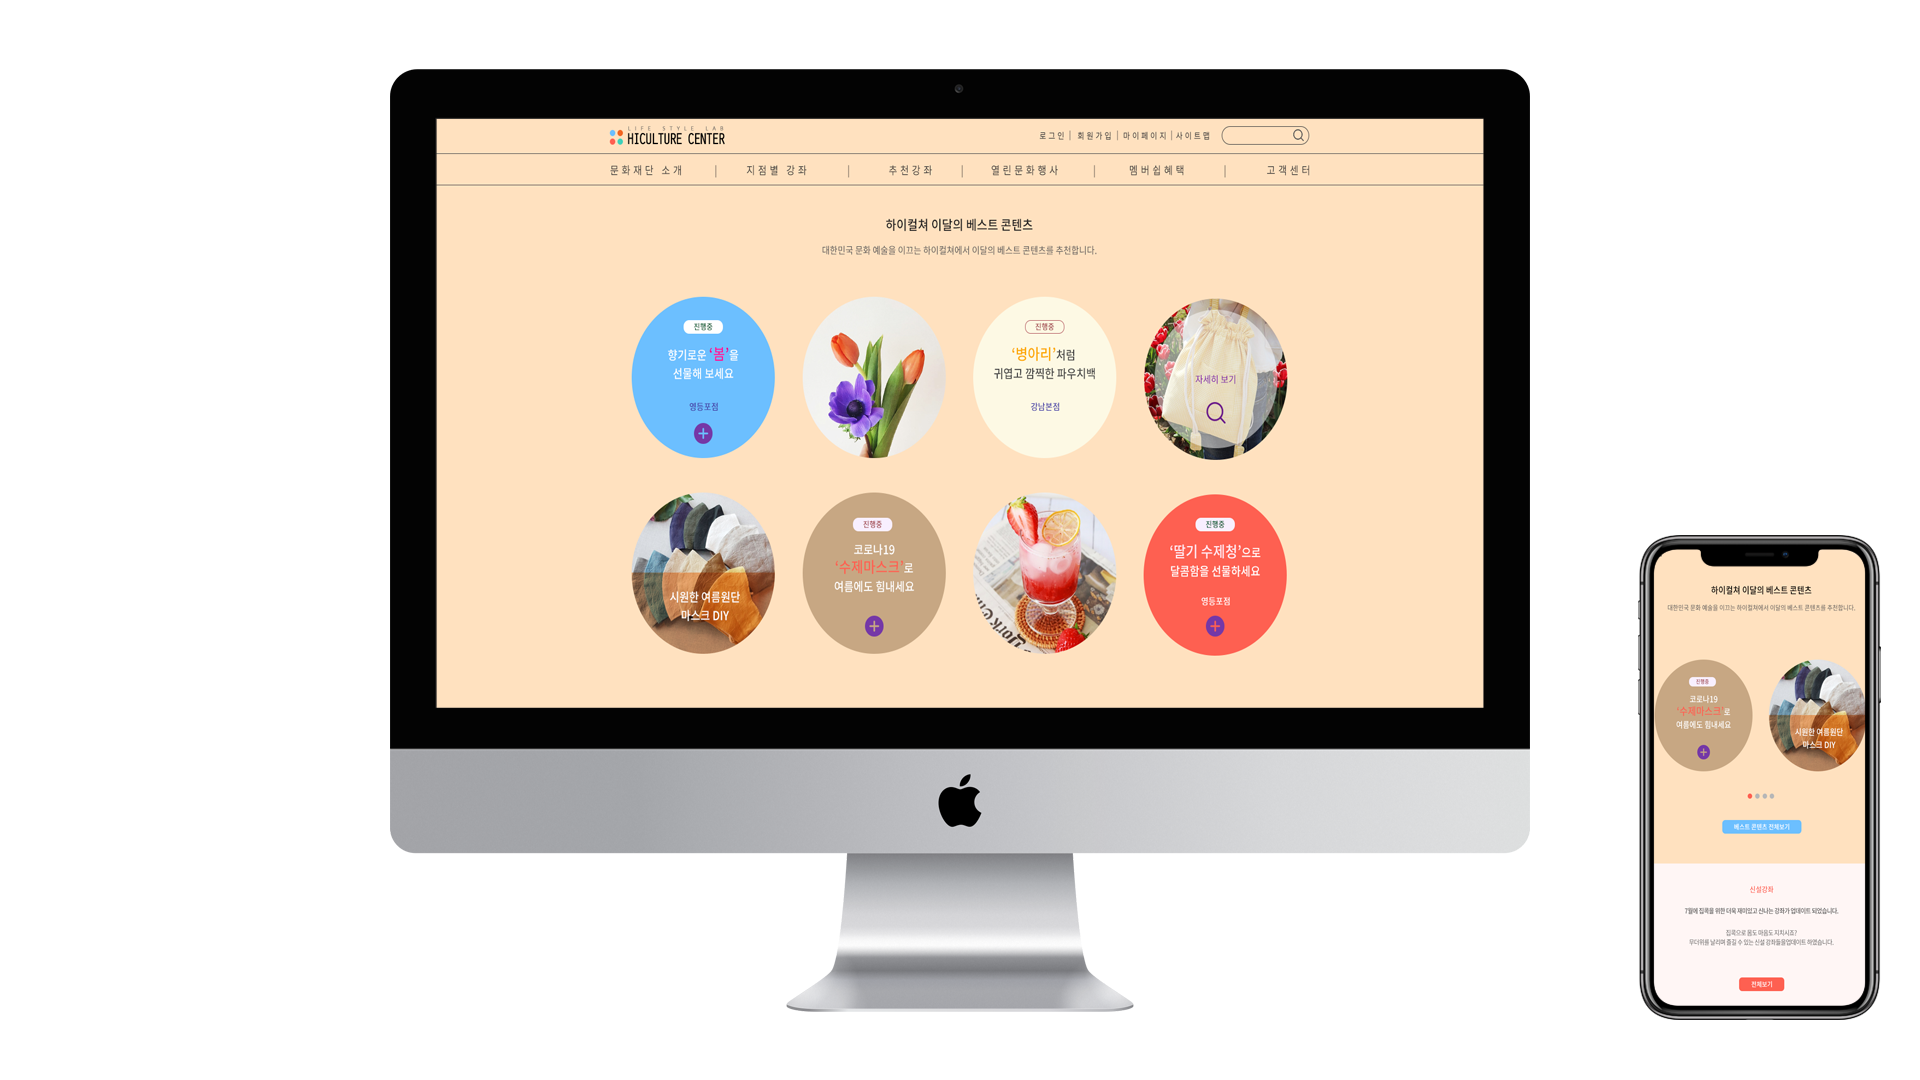 LIFE STYLE LAB
HICULTURE CENTER
로그인 | 회원가입 | 마이페이지 | 사이트맵
문화재단 소개 | 지점별 강좌 | 추천강좌 | 열린문화행사 | 멤버쉽혜택 | 고객센터
하이컬쳐 이달의 베스트 콘텐츠
대한민국 문화 예술을 이끄는 하이컬쳐에서 이달의 베스트 콘텐츠를 추천합니다.
진행중
향기로운 ‘봄’을
선물해 보세요
영등포점
진행중
‘병아리’처럼
귀엽고 깜찍한 파우치백
강남본점
자세히 보기
시원한 여름원단
마스크 DIY
진행중
코로나19
‘수제마스크’로
여름에도 힘내세요
진행중
‘딸기 수제청’으로
달콤함을 선물하세요
영등포점
하이컬쳐 이달의 베스트 콘텐츠
대한민국 문화 예술을 이끄는 하이컬쳐에서 이달의 베스트 콘텐츠를 추천합니다.
진행중
코로나19
‘수제마스크’로
여름에도 힘내세요
시원한 여름원단
마스크 DIY
베스트 콘텐츠 전체보기
신설강좌
7월에 집콕을 위한 더욱 재미있고 신나는 강좌가 업데이트 되었습니다.
집콕으로 몸도 마음도 지치시죠?
무더위를 날리며 즐길 수 있는 신설 강좌들을업데이트 하였습니다.
전체보기